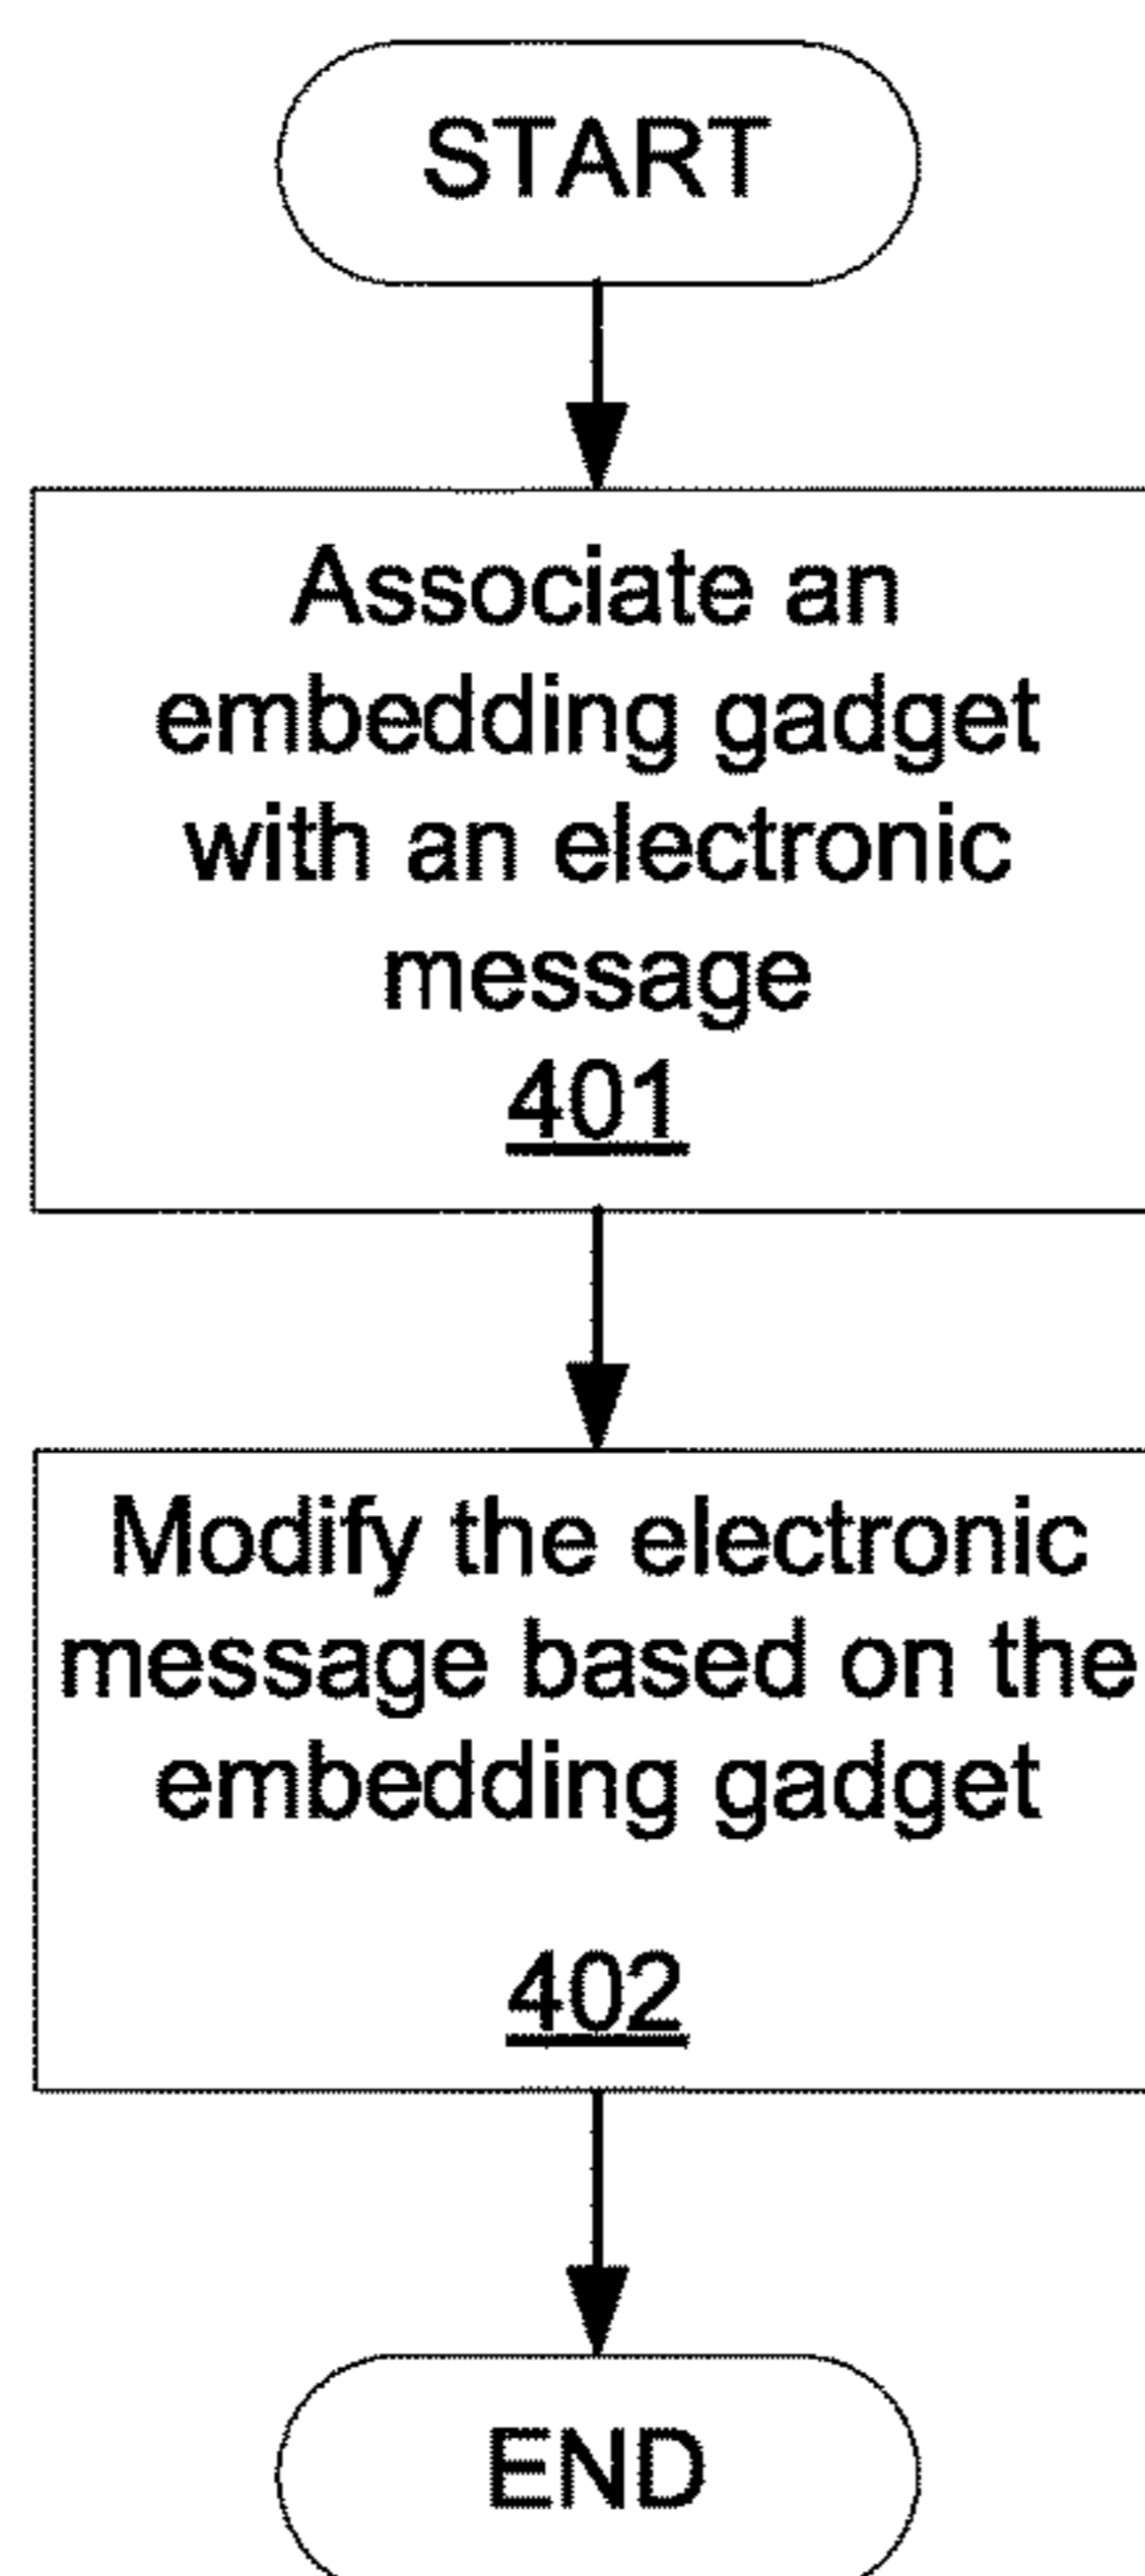 START
Associate an
embedding gadget
with an electronic
message
401
Modify the electronic
message based on the
embedding gadget
402
END